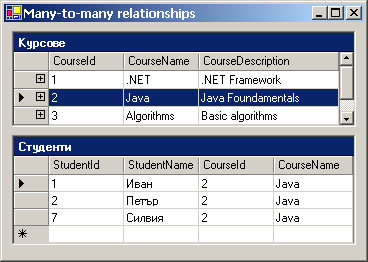 Many-to-many relationships
Курсове
CourseId CourseName CourseDescription
1 .NET .NET Framework
2 Java Java Foundamentals
3 Algorithms Basic algorithms
Студенти
StudentId StudentName CourseId CourseName
1 Иван 2 Java
2 Петър 2 Java
7 Силвия 2 Java